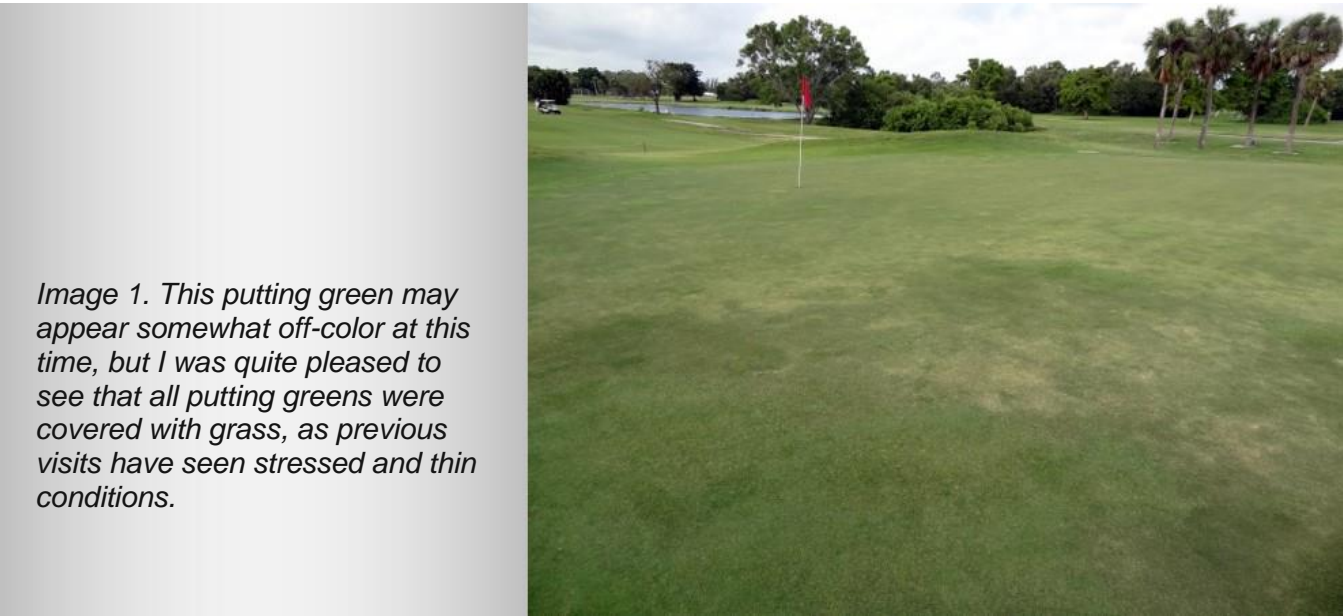 Image 1. This putting green may
appear somewhat off-color at this
time, but I was quite pleased to
see that all putting greens were
covered with grass, as previous
visits have seen stressed and thin
conditions.